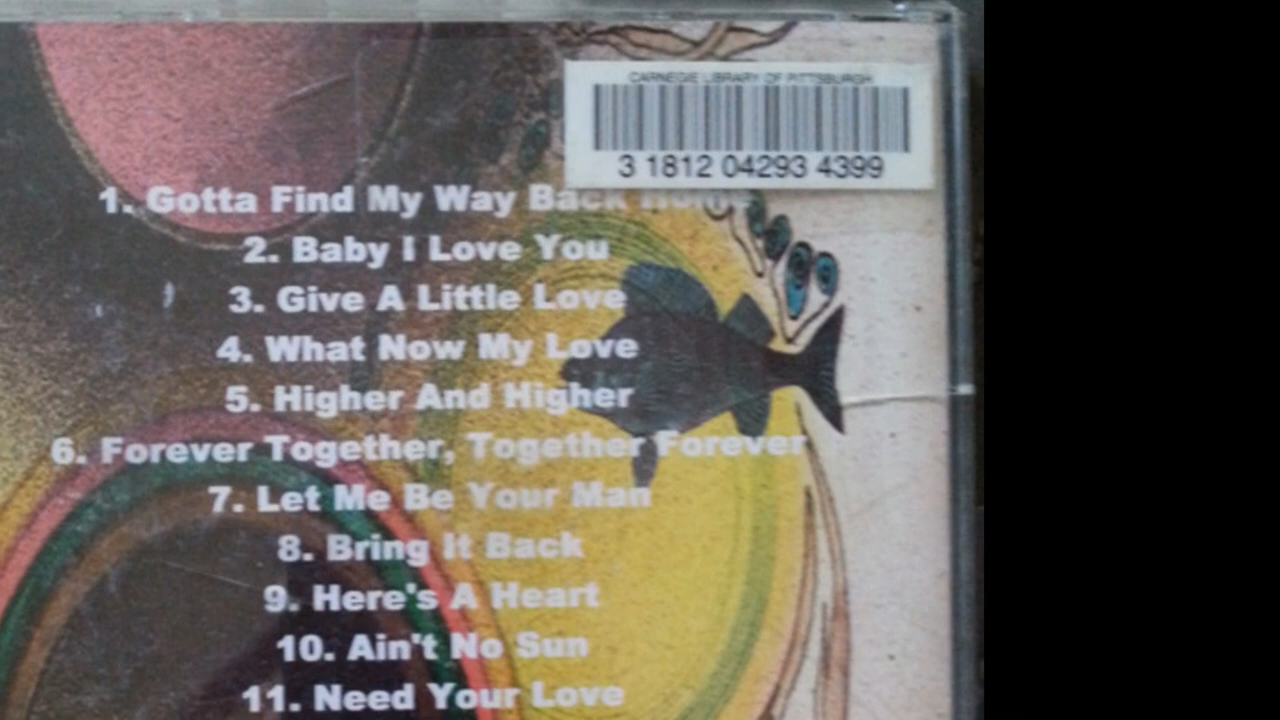 CARNEGIE LIBRARY OF PITTSBURGH
3 1812 04293 4399
1. Gotta Find My Way Back Home
2. Baby I Love You
3. Give A Little Love
4. What Now My Love
5. Higher And Higher
6. Forever Together, Together Forever
7. Let Me Be Your Man
8. Bring It Back
9. Here's A Heart
10. Ain't No Sun
11. Need Your Love